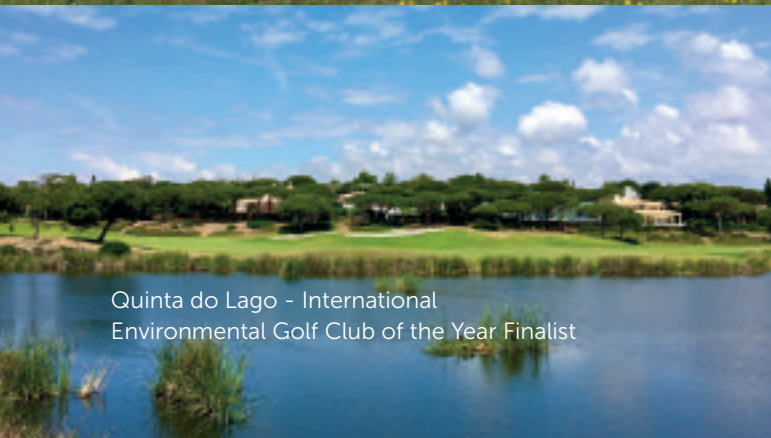 Quinta do Lago - International
Environmental Golf Club of the Year Finalist